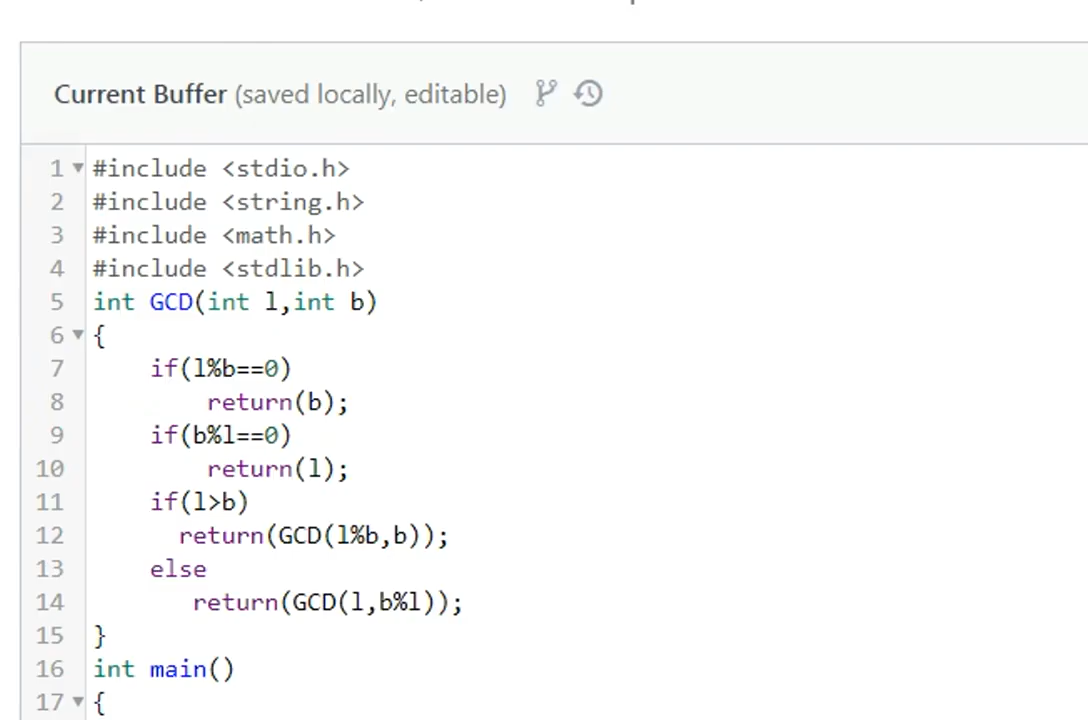 Current Buffer (saved locally, editable)
1 #include <stdio.h>
2 #include <string.h>
3 #include <math.h>
4 #include <stdlib.h>
5 int GCD(int l,int b)
6 {
7     if(l%b==0)
8         return(b);
9     if(b%l==0)
10         return(l);
11     if(l>b)
12       return(GCD(l%b,b));
13     else
14        return(GCD(l,b%l));
15 }
16 int main()
17 {